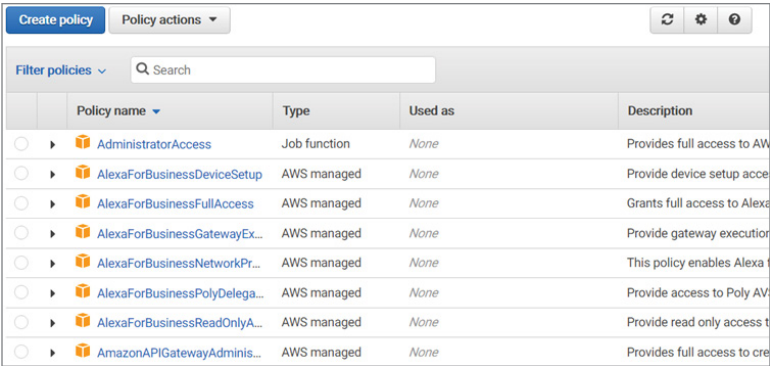 Create policy Policy actions
Filter policies Search
Policy name Type Used as Description
AdministratorAccess Job function None Provides full access to AW
AlexaForBusinessDeviceSetup AWS managed None Provide device setup acce
AlexaForBusinessFullAccess AWS managed None Grants full access to Alexa
AlexaForBusinessGatewayEx... AWS managed None Provide gateway execution
AlexaForBusinessNetworkPr... AWS managed None This policy enables Alexa f
AlexaForBusinessPolyDelega... AWS managed None Provide access to Poly AVS
AlexaForBusinessReadOnlyA... AWS managed None Provide read only access t
AmazonAPIGatewayAdminis... AWS managed None Provides full access to cre